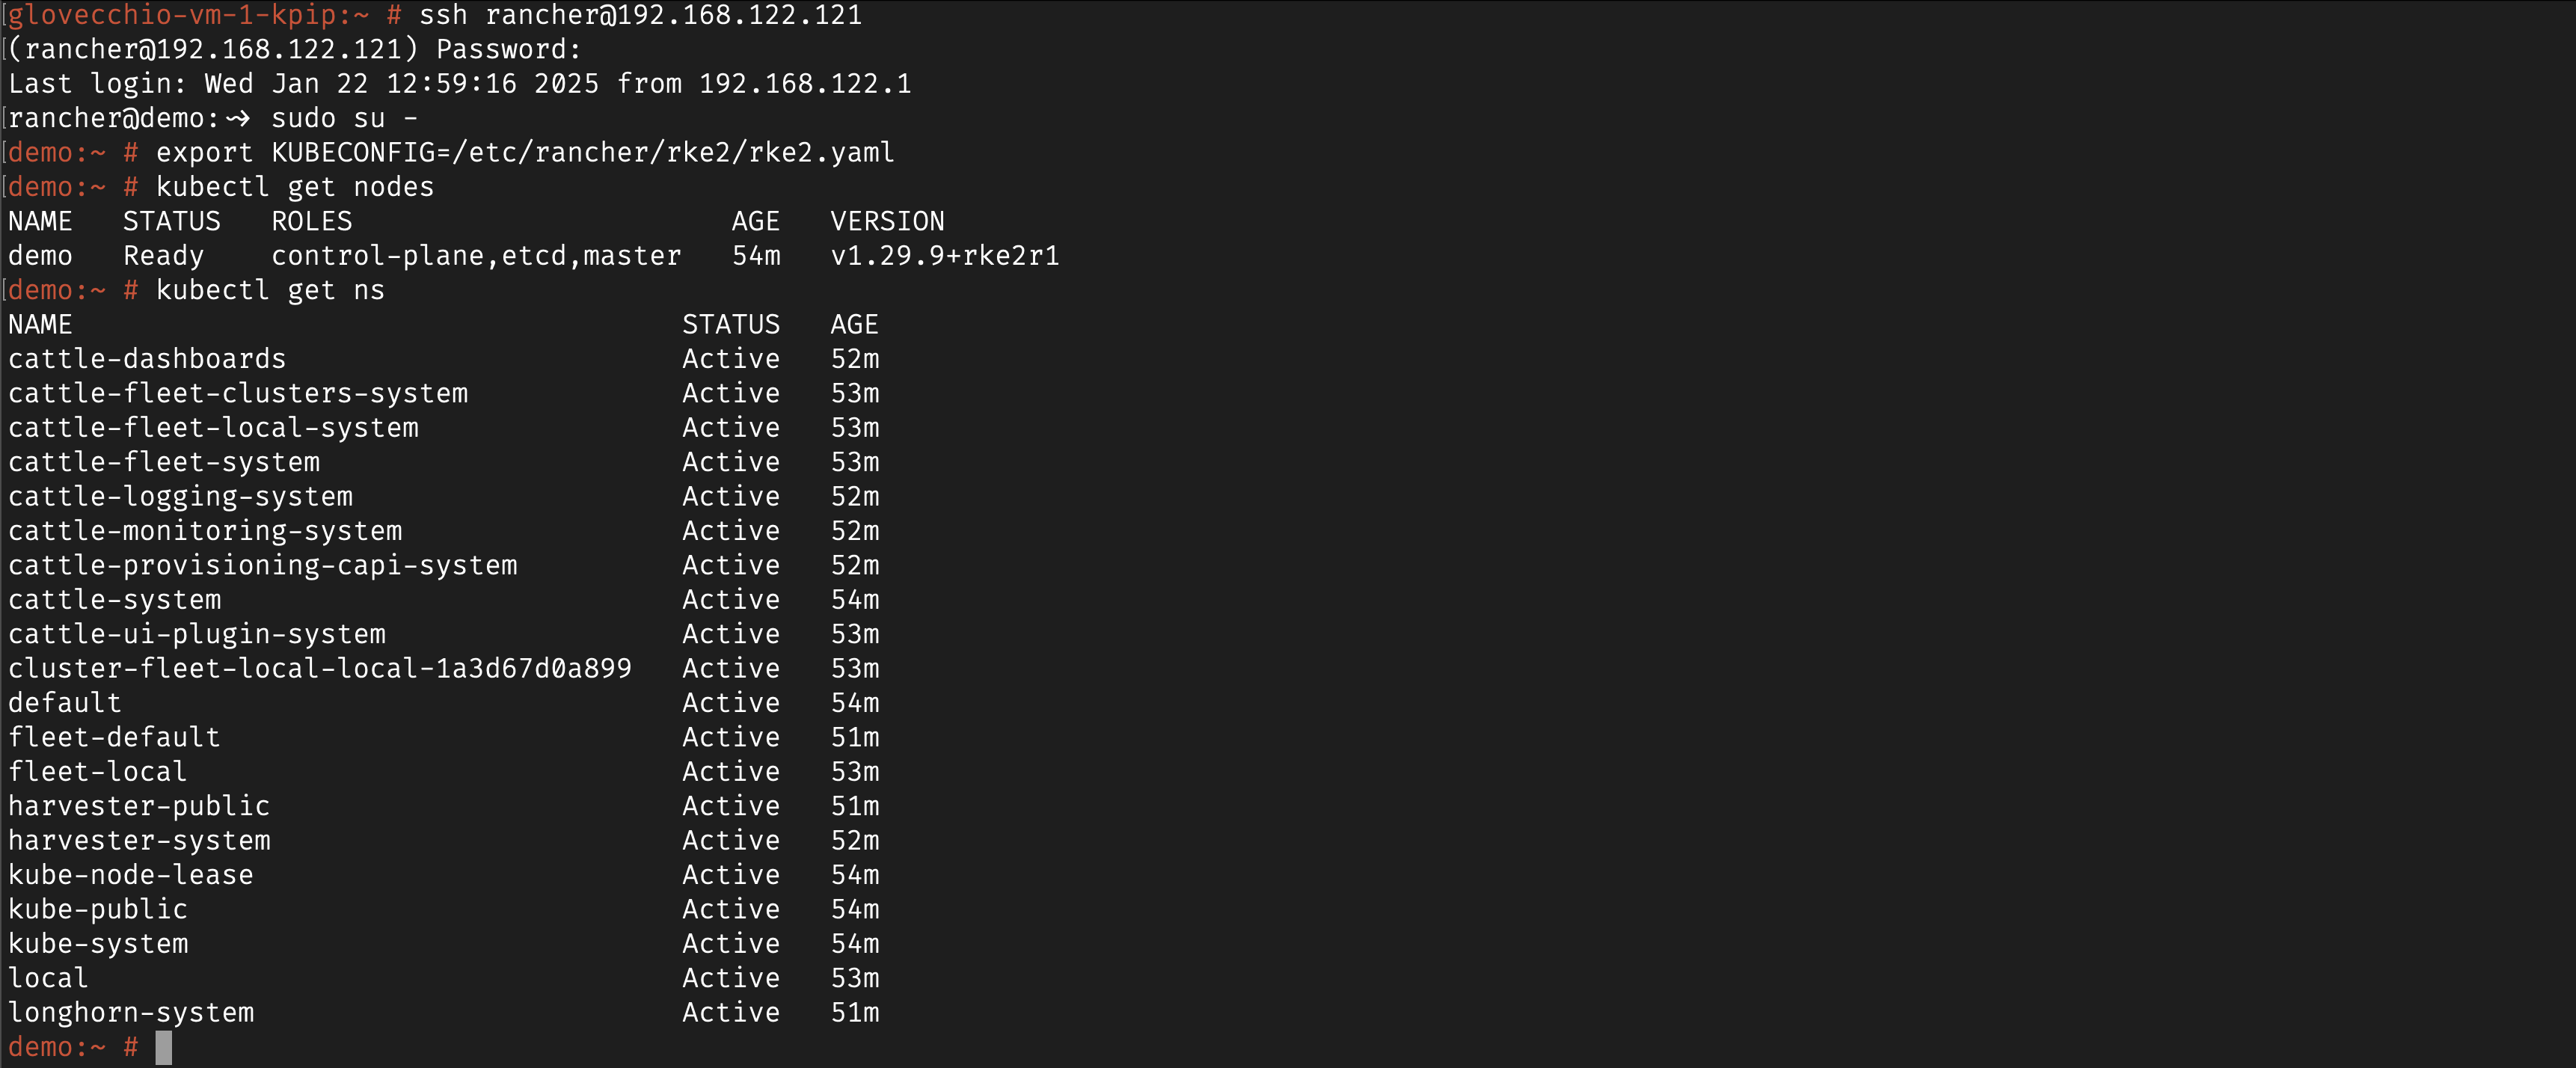 [glovecchio-vm-1-kpip:~ # ssh rancher@192.168.122.121
[(rancher@192.168.122.121) Password:
Last login: Wed Jan 22 12:59:16 2025 from 192.168.122.1
[rancher@demo:~> sudo su -
[demo:~ # export KUBECONFIG=/etc/rancher/rke2/rke2.yaml
[demo:~ # kubectl get nodes
NAME   STATUS   ROLES                       AGE   VERSION
demo   Ready    control-plane,etcd,master   54m   v1.29.9+rke2r1
[demo:~ # kubectl get ns
NAME                                     STATUS   AGE
cattle-dashboards                        Active   52m
cattle-fleet-clusters-system             Active   53m
cattle-fleet-local-system                Active   53m
cattle-fleet-system                      Active   53m
cattle-logging-system                    Active   52m
cattle-monitoring-system                 Active   52m
cattle-provisioning-capi-system          Active   52m
cattle-system                            Active   54m
cattle-ui-plugin-system                  Active   53m
cluster-fleet-local-local-1a3d67d0a899   Active   53m
default                                  Active   54m
fleet-default                            Active   51m
fleet-local                              Active   53m
harvester-public                         Active   51m
harvester-system                         Active   52m
kube-node-lease                          Active   54m
kube-public                              Active   54m
kube-system                              Active   54m
local                                    Active   53m
longhorn-system                          Active   51m
demo:~ #